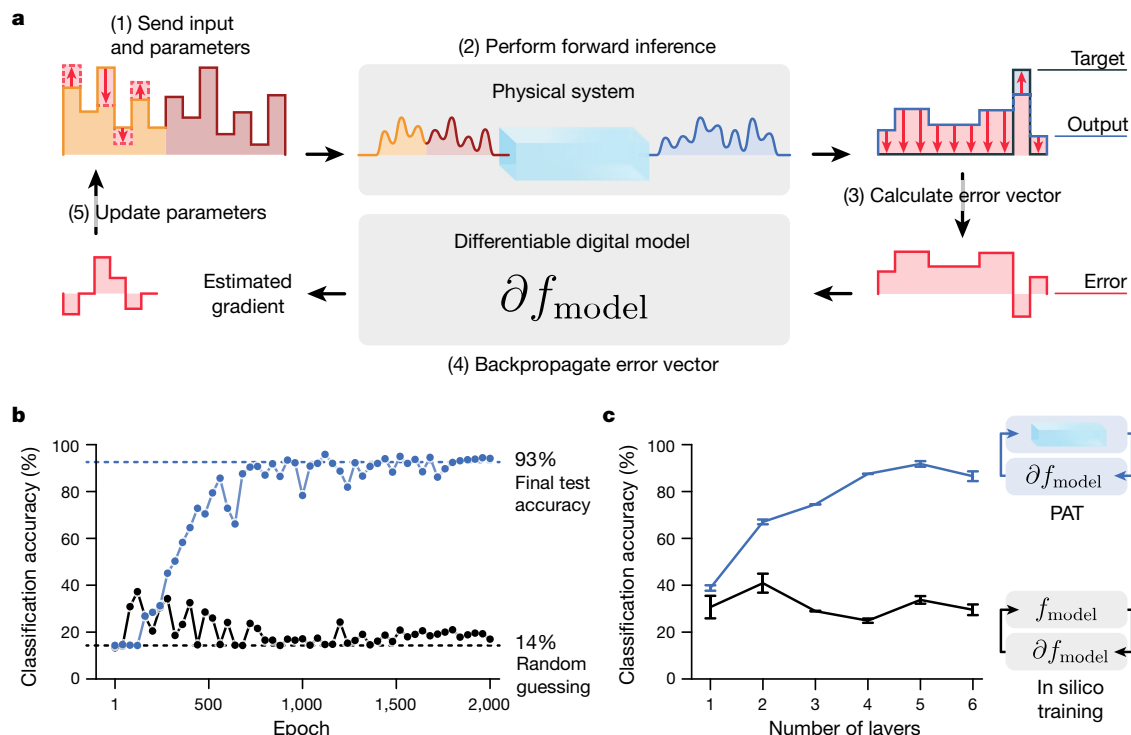 a
(1) Send input
and parameters
(2) Perform forward inference
Physical system
Target
Output
(3) Calculate error vector
(5) Update parameters
Differentiable digital model
∂f_model
Estimated
gradient
Error
(4) Backpropagate error vector
b
Classification accuracy (%)
100
80
60
40
20
0
1
500
1,000
1,500
2,000
Epoch
93%
Final test
accuracy
14%
Random
guessing
c
Classification accuracy (%)
100
80
60
40
20
0
1
2
3
4
5
6
Number of layers
∂f_model
PAT
f_model
∂f_model
In silico
training